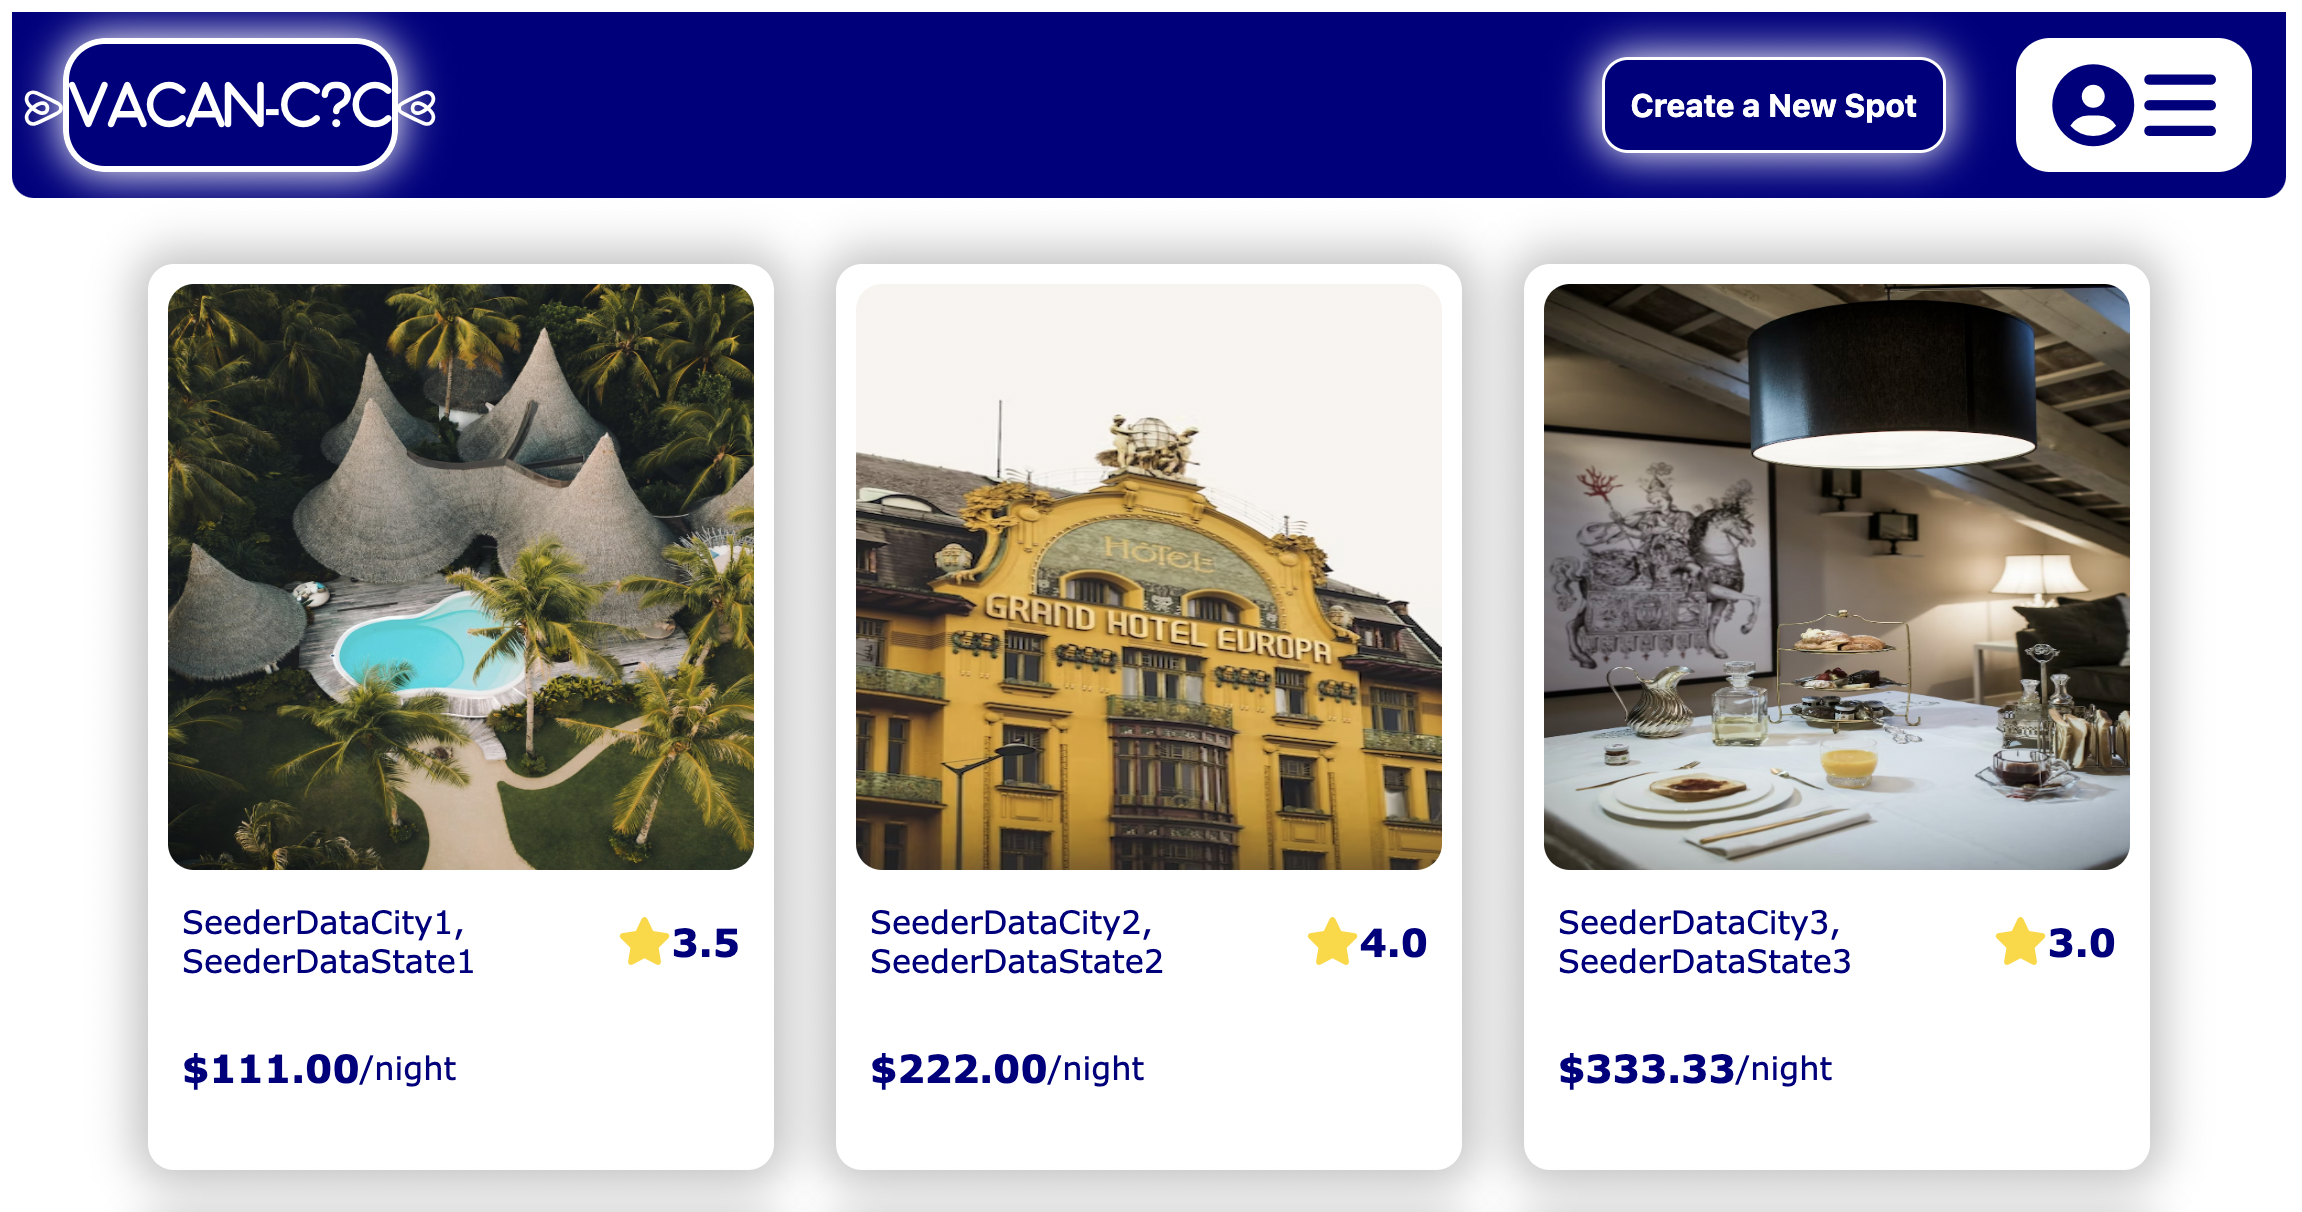 VACAN-C?C
Create a New Spot
HOTEL
GRAND HOTEL EUROPA
SeederDataCity1,
SeederDataState1
3.5
$111.00/night
SeederDataCity2,
SeederDataState2
4.0
$222.00/night
SeederDataCity3,
SeederDataState3
3.0
$333.33/night